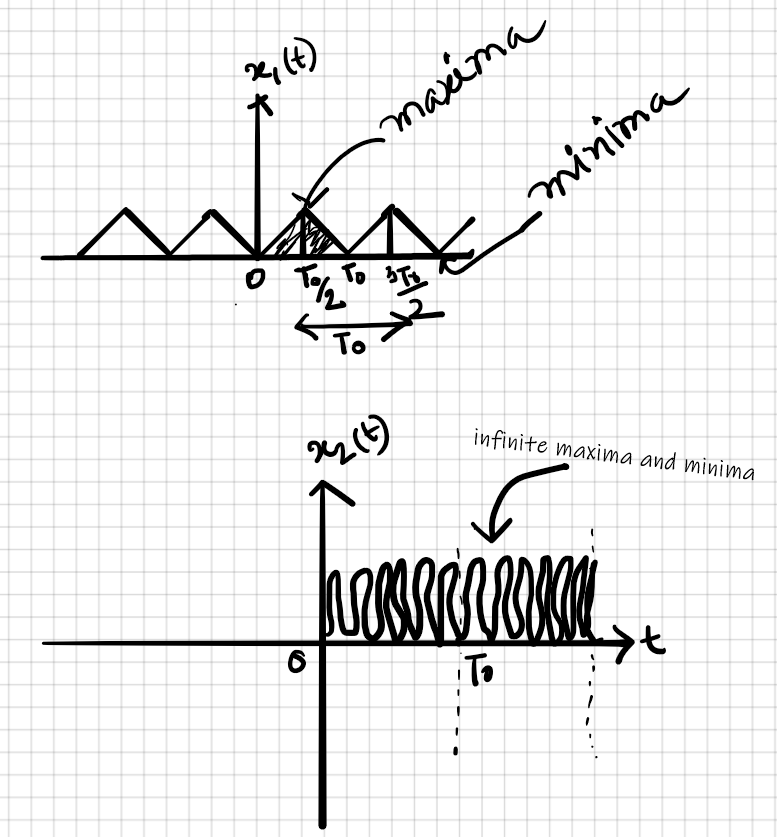 x₁(t)
maxima
minima
0 T₀/2 T₀ 3T₀/2
T₀
x₂(t)
infinite maxima and minima
t
0 T₀